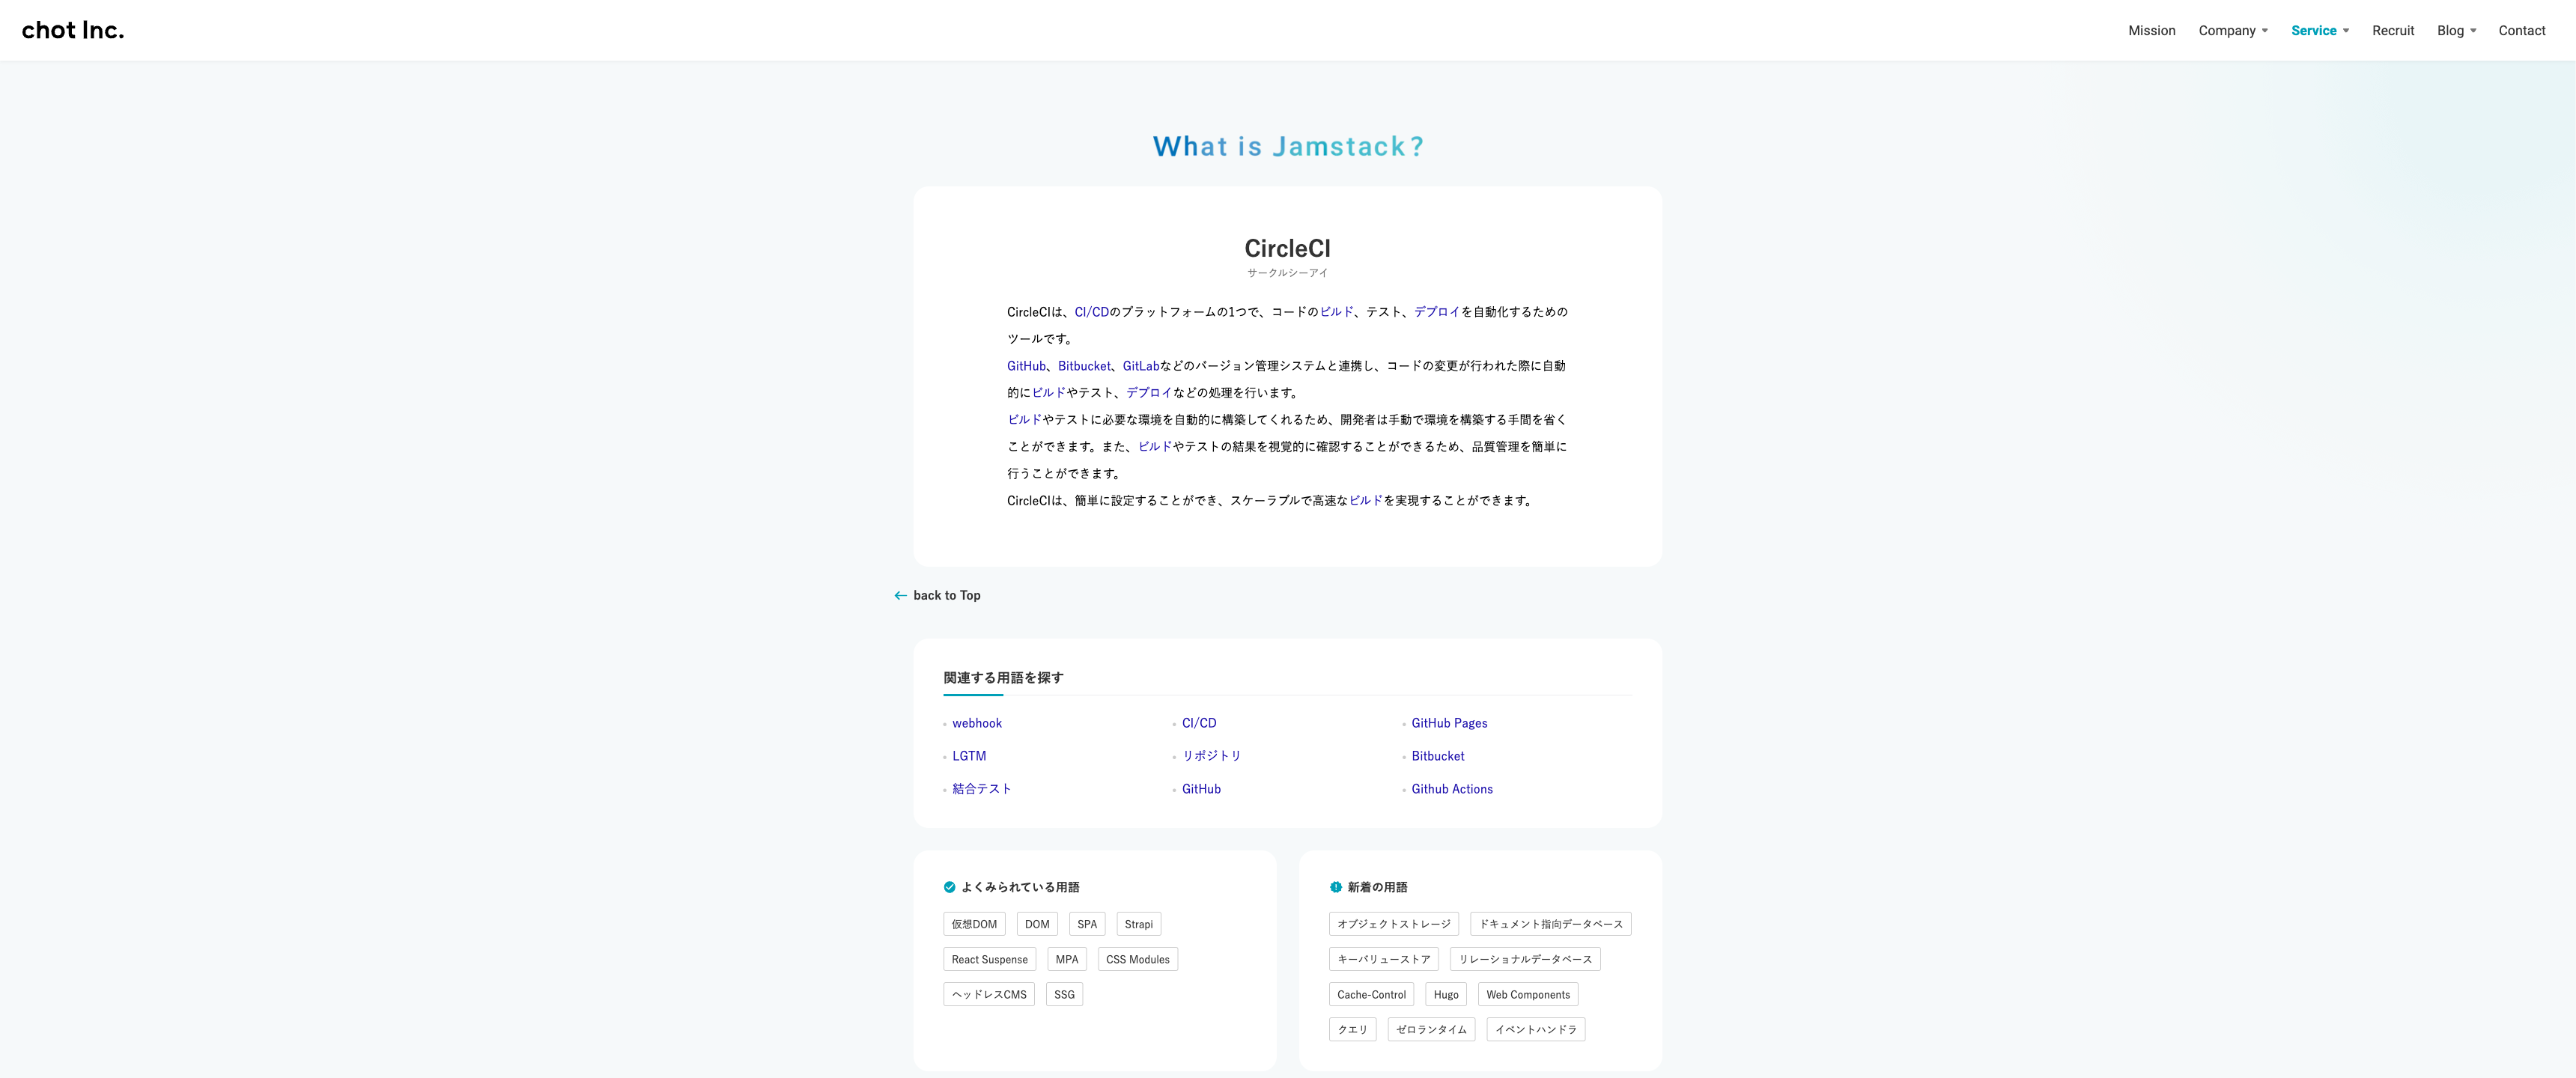 chot Inc.
Mission Company Service Recruit Blog Contact
What is Jamstack?
CircleCI
サークルシーアイ
CircleCIは、CI/CDのプラットフォームの1つで、コードのビルド、テスト、デプロイを自動化するための
ツールです。
GitHub、Bitbucket、GitLabなどのバージョン管理システムと連携し、コードの変更が行われた際に自動
的にビルドやテスト、デプロイなどの処理を行います。
ビルドやテストに必要な環境を自動的に構築してくれるため、開発者は手動で環境を構築する手間を省く
ことができます。また、ビルドやテストの結果を視覚的に確認することができるため、品質管理を簡単に
行うことができます。
CircleCIは、簡単に設定することができ、スケーラブルで高速なビルドを実現することができます。
back to Top
関連する用語を探す
webhook CI/CD GitHub Pages
LGTM リポジトリ Bitbucket
結合テスト GitHub Github Actions
よくみられている用語
仮想DOM DOM SPA Strapi
React Suspense MPA CSS Modules
ヘッドレスCMS SSG
新着の用語
オブジェクトストレージ ドキュメント指向データベース
キーバリューストア リレーショナルデータベース
Cache-Control Hugo Web Components
クエリ ゼロランタイム イベントハンドラ